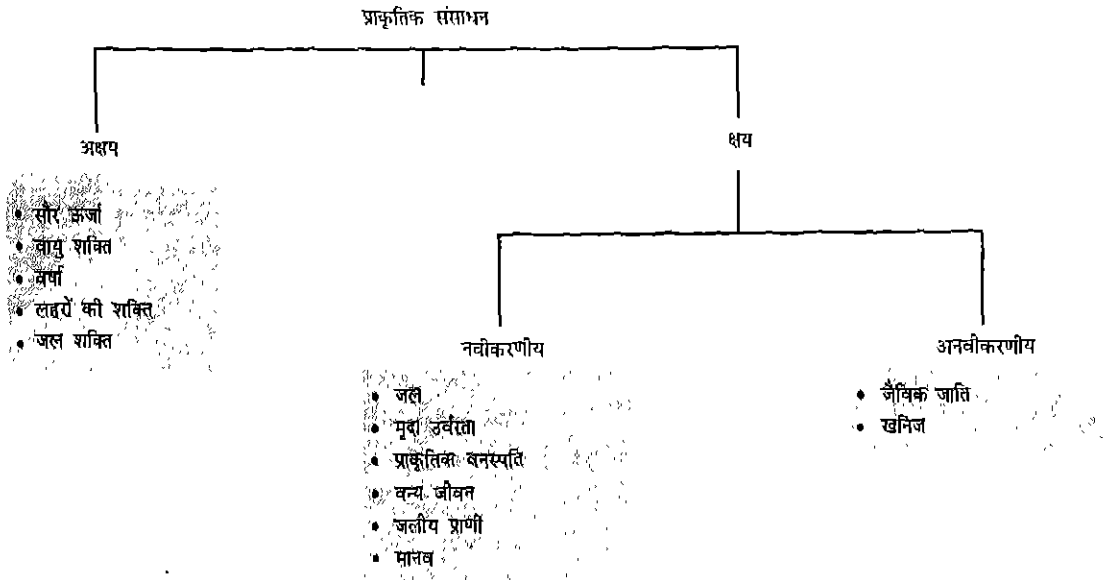 प्राकृतिक संसाधन
अक्षय
क्षय
• सौर ऊर्जा
• वायु शक्ति
• वर्षा
• लहरों की शक्ति
• जल शक्ति
नवीकरणीय
अनवीकरणीय
• जल
• मृदा उर्वरता
• प्राकृतिक वनस्पति
• वन्य जीवन
• जलीय प्राणी
• मानव
• जैविक जाति
• खनिज